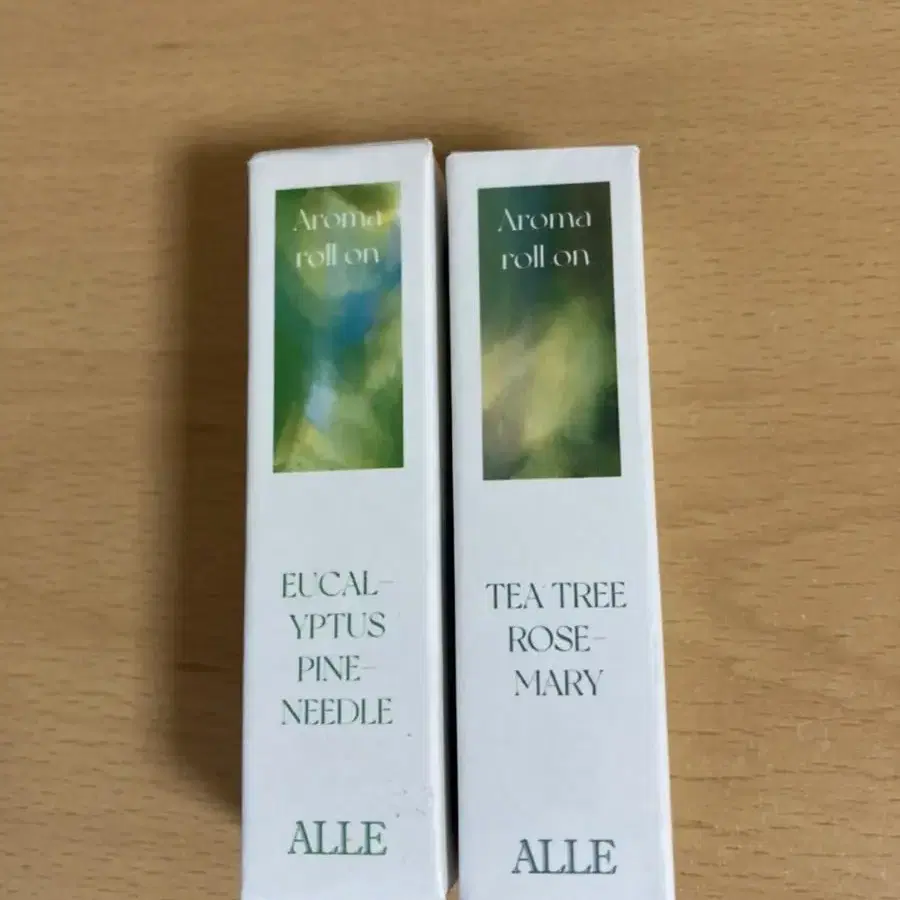 Aroma
roll on
EUCAL-
YPTUS
PINE-
NEEDLE
ALLE
Aroma
roll on
TEA TREE
ROSE-
MARY
ALLE